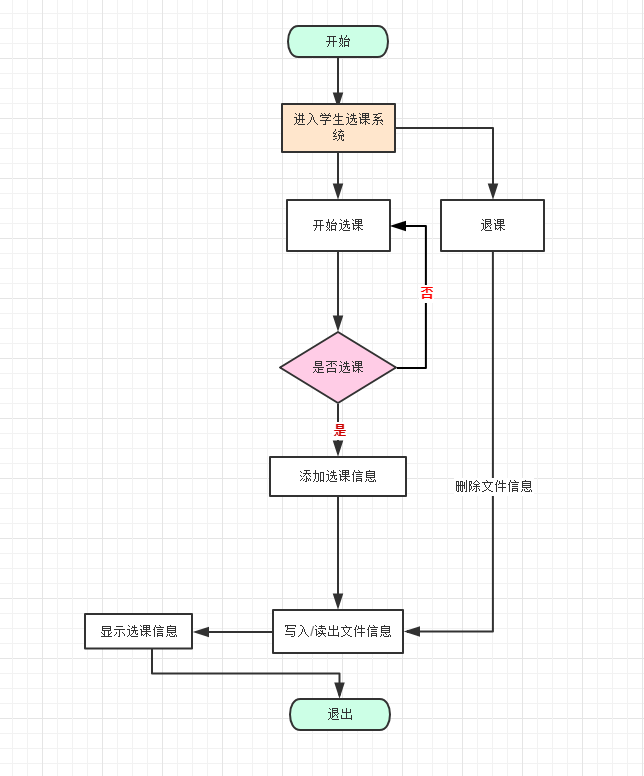 开始
进入学生选课系
统
开始选课
退课
否
是否选课
是
添加选课信息
删除文件信息
显示选课信息
写入/读出文件信息
退出